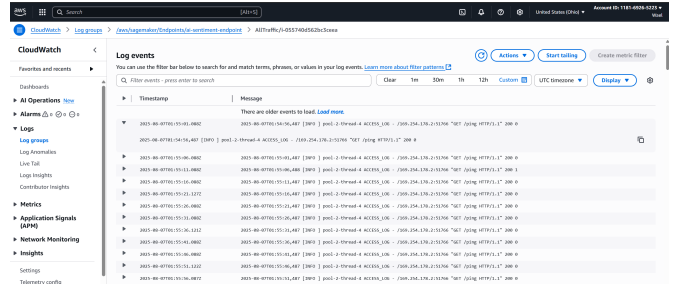 aws
Search
[Alt+S]
United States (Ohio)
Account ID: 1181-6926-5223
Wael
CloudWatch > Log groups > /aws/sagemaker/Endpoints/ai-sentiment-endpoint > AllTraffic/i-055740d562bc3ceea
CloudWatch
Favorites and recents
Dashboards
AI Operations New
Alarms 0 0 0
Logs
Log groups
Log Anomalies
Live Tail
Logs Insights
Contributor Insights
Metrics
Application Signals (APM)
Network Monitoring
Insights
Settings
Telemetry config
Log events
Actions
Start tailing
Create metric filter
You can use the filter bar below to search for and match terms, phrases, or values in your log events. Learn more about filter patterns
Filter events - press enter to search
Clear 1m 30m 1h 12h Custom
UTC timezone
Display
Timestamp Message
There are older events to load. Load more.
2025-08-07T01:55:01.008Z 2025-08-07T01:54:56,487 [INFO ] pool-2-thread-4 ACCESS_LOG - /169.254.178.2:51766 "GET /ping HTTP/1.1" 200 0
2025-08-07T01:54:56,487 [INFO ] pool-2-thread-4 ACCESS_LOG - /169.254.178.2:51766 "GET /ping HTTP/1.1" 200 0
2025-08-07T01:55:06.008Z 2025-08-07T01:55:01,487 [INFO ] pool-2-thread-4 ACCESS_LOG - /169.254.178.2:51766 "GET /ping HTTP/1.1" 200 0
2025-08-07T01:55:11.008Z 2025-08-07T01:55:06,488 [INFO ] pool-2-thread-4 ACCESS_LOG - /169.254.178.2:51766 "GET /ping HTTP/1.1" 200 1
2025-08-07T01:55:16.008Z 2025-08-07T01:55:11,487 [INFO ] pool-2-thread-4 ACCESS_LOG - /169.254.178.2:51766 "GET /ping HTTP/1.1" 200 0
2025-08-07T01:55:21.127Z 2025-08-07T01:55:16,487 [INFO ] pool-2-thread-4 ACCESS_LOG - /169.254.178.2:51766 "GET /ping HTTP/1.1" 200 0
2025-08-07T01:55:26.008Z 2025-08-07T01:55:21,487 [INFO ] pool-2-thread-4 ACCESS_LOG - /169.254.178.2:51766 "GET /ping HTTP/1.1" 200 0
2025-08-07T01:55:31.008Z 2025-08-07T01:55:26,487 [INFO ] pool-2-thread-4 ACCESS_LOG - /169.254.178.2:51766 "GET /ping HTTP/1.1" 200 0
2025-08-07T01:55:36.121Z 2025-08-07T01:55:31,487 [INFO ] pool-2-thread-4 ACCESS_LOG - /169.254.178.2:51766 "GET /ping HTTP/1.1" 200 0
2025-08-07T01:55:41.008Z 2025-08-07T01:55:36,487 [INFO ] pool-2-thread-4 ACCESS_LOG - /169.254.178.2:51766 "GET /ping HTTP/1.1" 200 0
2025-08-07T01:55:46.008Z 2025-08-07T01:55:41,487 [INFO ] pool-2-thread-4 ACCESS_LOG - /169.254.178.2:51766 "GET /ping HTTP/1.1" 200 0
2025-08-07T01:55:51.122Z 2025-08-07T01:55:46,487 [INFO ] pool-2-thread-4 ACCESS_LOG - /169.254.178.2:51766 "GET /ping HTTP/1.1" 200 0
2025-08-07T01:55:56.007Z 2025-08-07T01:55:51,487 [INFO ] pool-2-thread-4 ACCESS_LOG - /169.254.178.2:51766 "GET /ping HTTP/1.1" 200 0